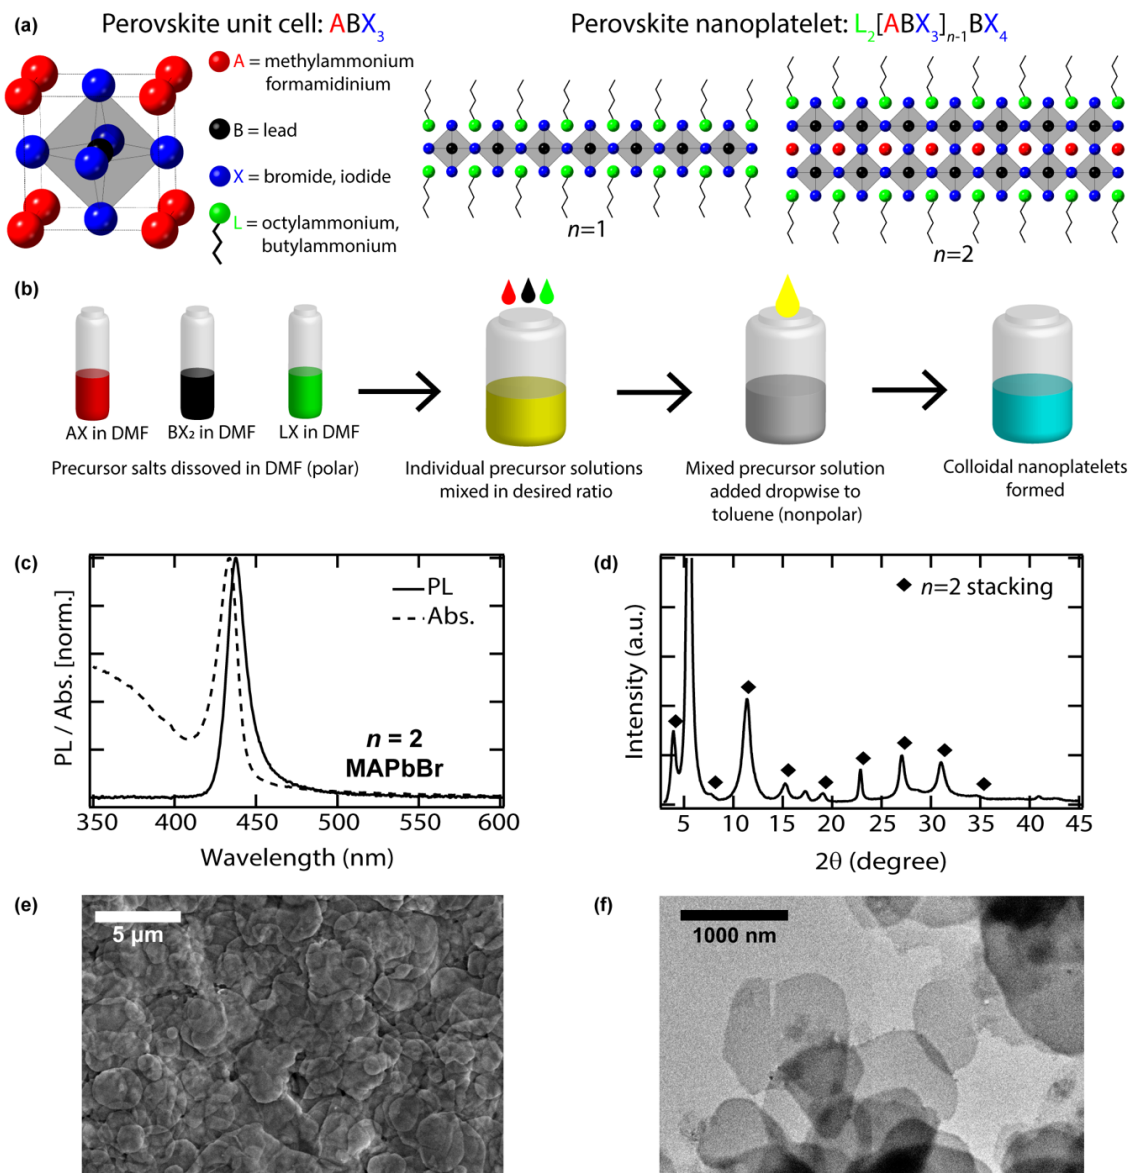 (a)
Perovskite unit cell: ABX₃
Perovskite nanoplatelet: L₂[ABX₃]ₙ₋₁BX₄
A = methylammonium
formamidinium
B = lead
X = bromide, iodide
L = octylammonium,
butylammonium
n=1
n=2
(b)
AX in DMF
BX₂ in DMF
LX in DMF
Precursor salts dissoved in DMF (polar)
Individual precursor solutions
mixed in desired ratio
Mixed precursor solution
added dropwise to
toluene (nonpolar)
Colloidal nanoplatelets
formed
(c)
PL / Abs. [norm.]
PL
Abs.
n = 2
MAPbBr
350 400 450 500 550 600
Wavelength (nm)
(d)
Intensity (a.u.)
n=2 stacking
5 10 15 20 25 30 35 40 45
2θ (degree)
(e)
5 µm
(f)
1000 nm